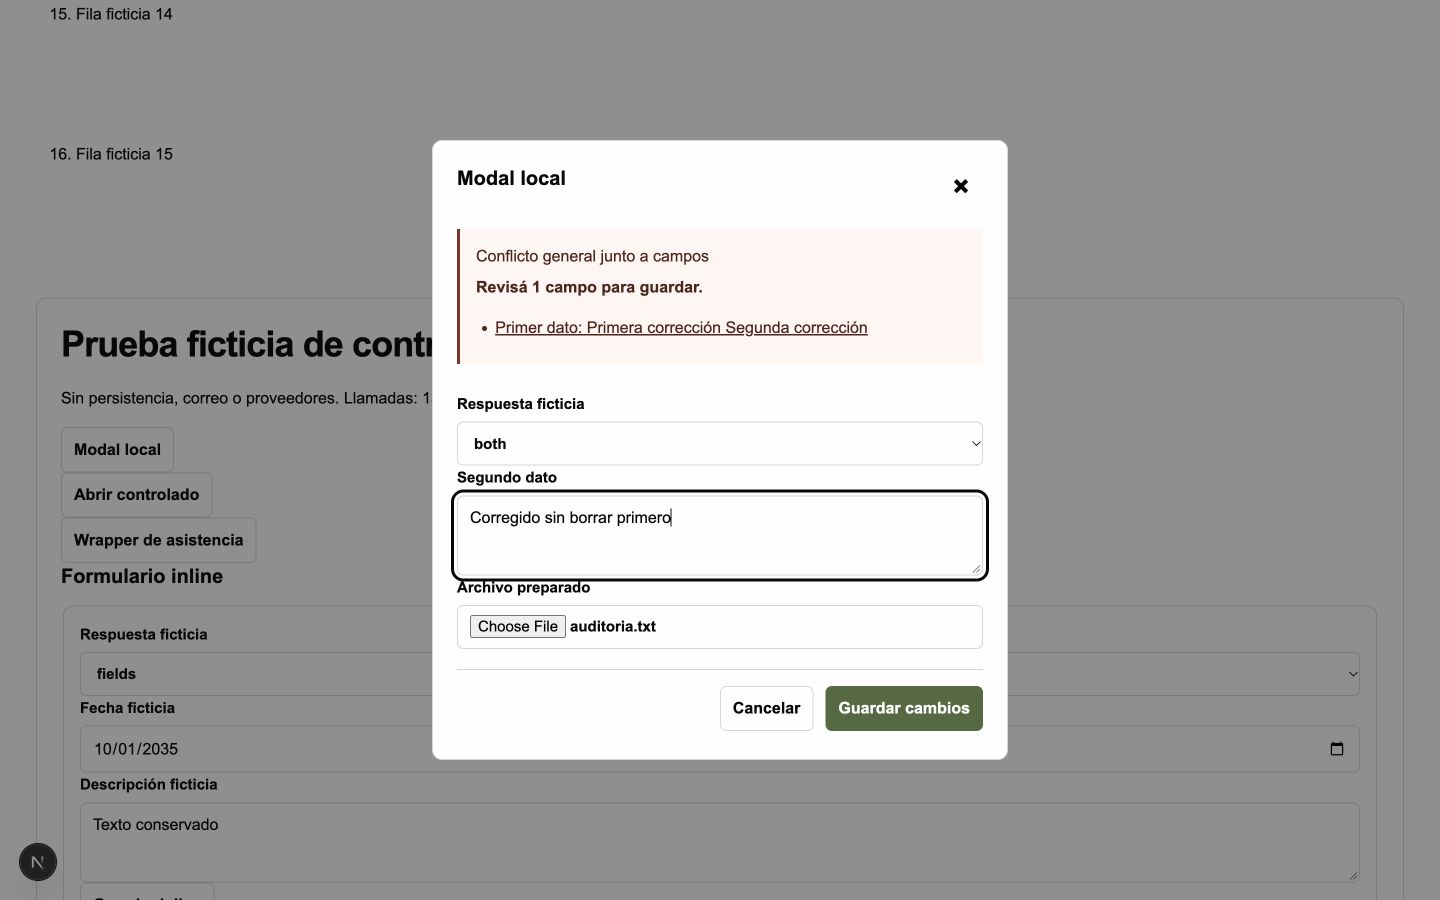 15. Fila ficticia 14
16. Fila ficticia 15
Modal local
Conflicto general junto a campos
Revisá 1 campo para guardar.
• Primer dato: Primera corrección Segunda corrección
Respuesta ficticia
both
Segundo dato
Corregido sin borrar primero
Archivo preparado
Choose File auditoria.txt
Cancelar
Guardar cambios
Prueba ficticia de
Sin persistencia, correo o proveedores. Llamadas:
Modal local
Abrir controlado
Wrapper de asistencia
Formulario inline
Respuesta ficticia
fields
Fecha ficticia
10/01/2035
Descripción ficticia
Texto conservado
N